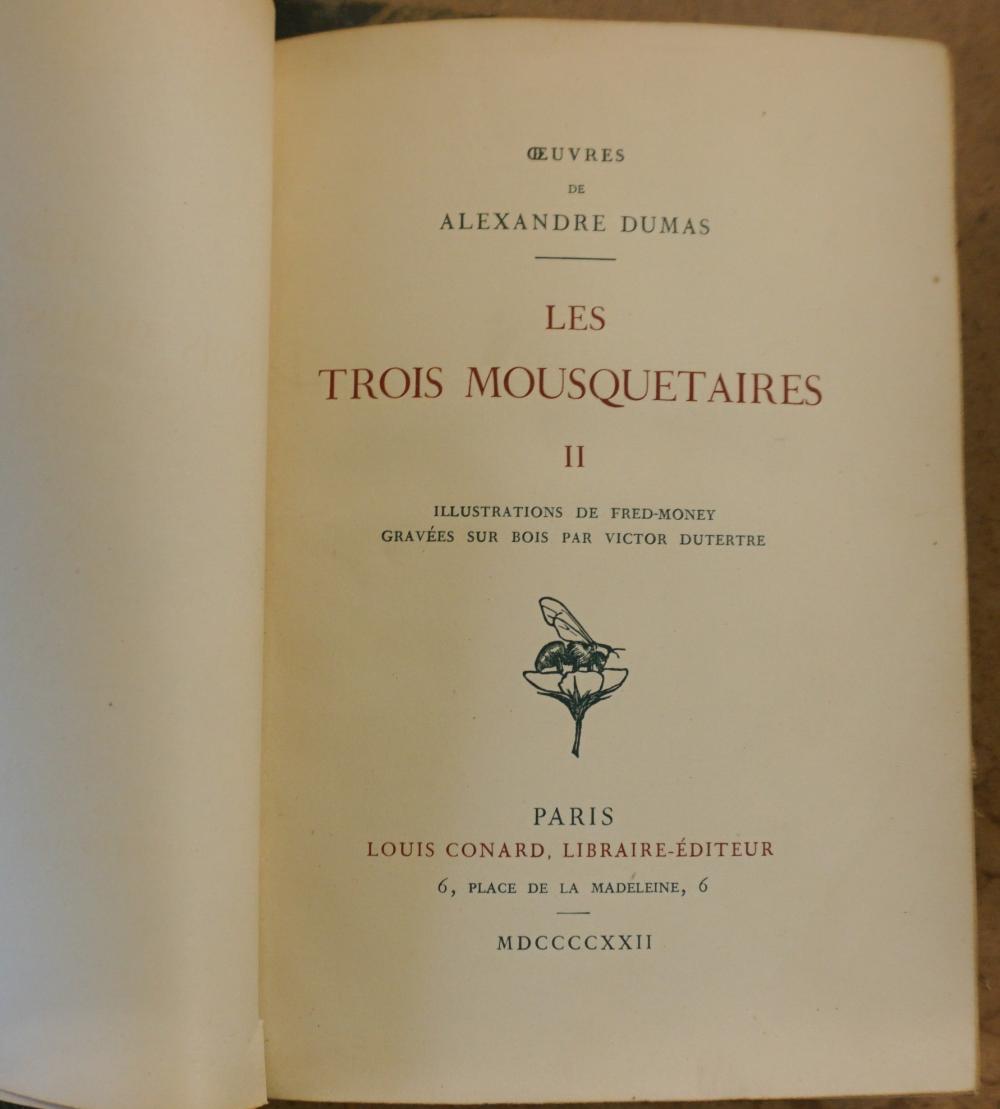 ŒUVRES
DE
ALEXANDRE DUMAS
LES
TROIS MOUSQUETAIRES
II
ILLUSTRATIONS DE FRED-MONEY
GRAVÉES SUR BOIS PAR VICTOR DUTERTRE
PARIS
LOUIS CONARD, LIBRAIRE-ÉDITEUR
6, PLACE DE LA MADELEINE, 6
MDCCCCXXII